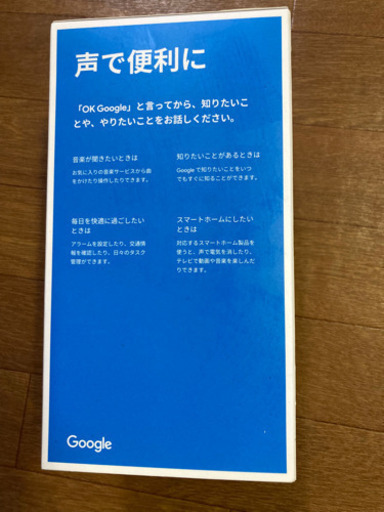 声で便利に
「OK Google」と言ってから、知りたいこ
とや、やりたいことをお話しください。
音楽が聞きたいときは
お気に入りの音楽サービスから曲
をかけたり操作したりできます。
知りたいことがあるときは
Google で知りたいことをいつ
でもすぐに知ることができます。
毎日を快適に過ごしたい
ときは
アラームを設定したり、交通情
報を確認したり、日々のタスク
管理ができます。
スマートホームにしたい
ときは
対応するスマートホーム製品を
使うと、声で電気を消したり、
テレビで動画や音楽を楽しんだ
りできます。
Google